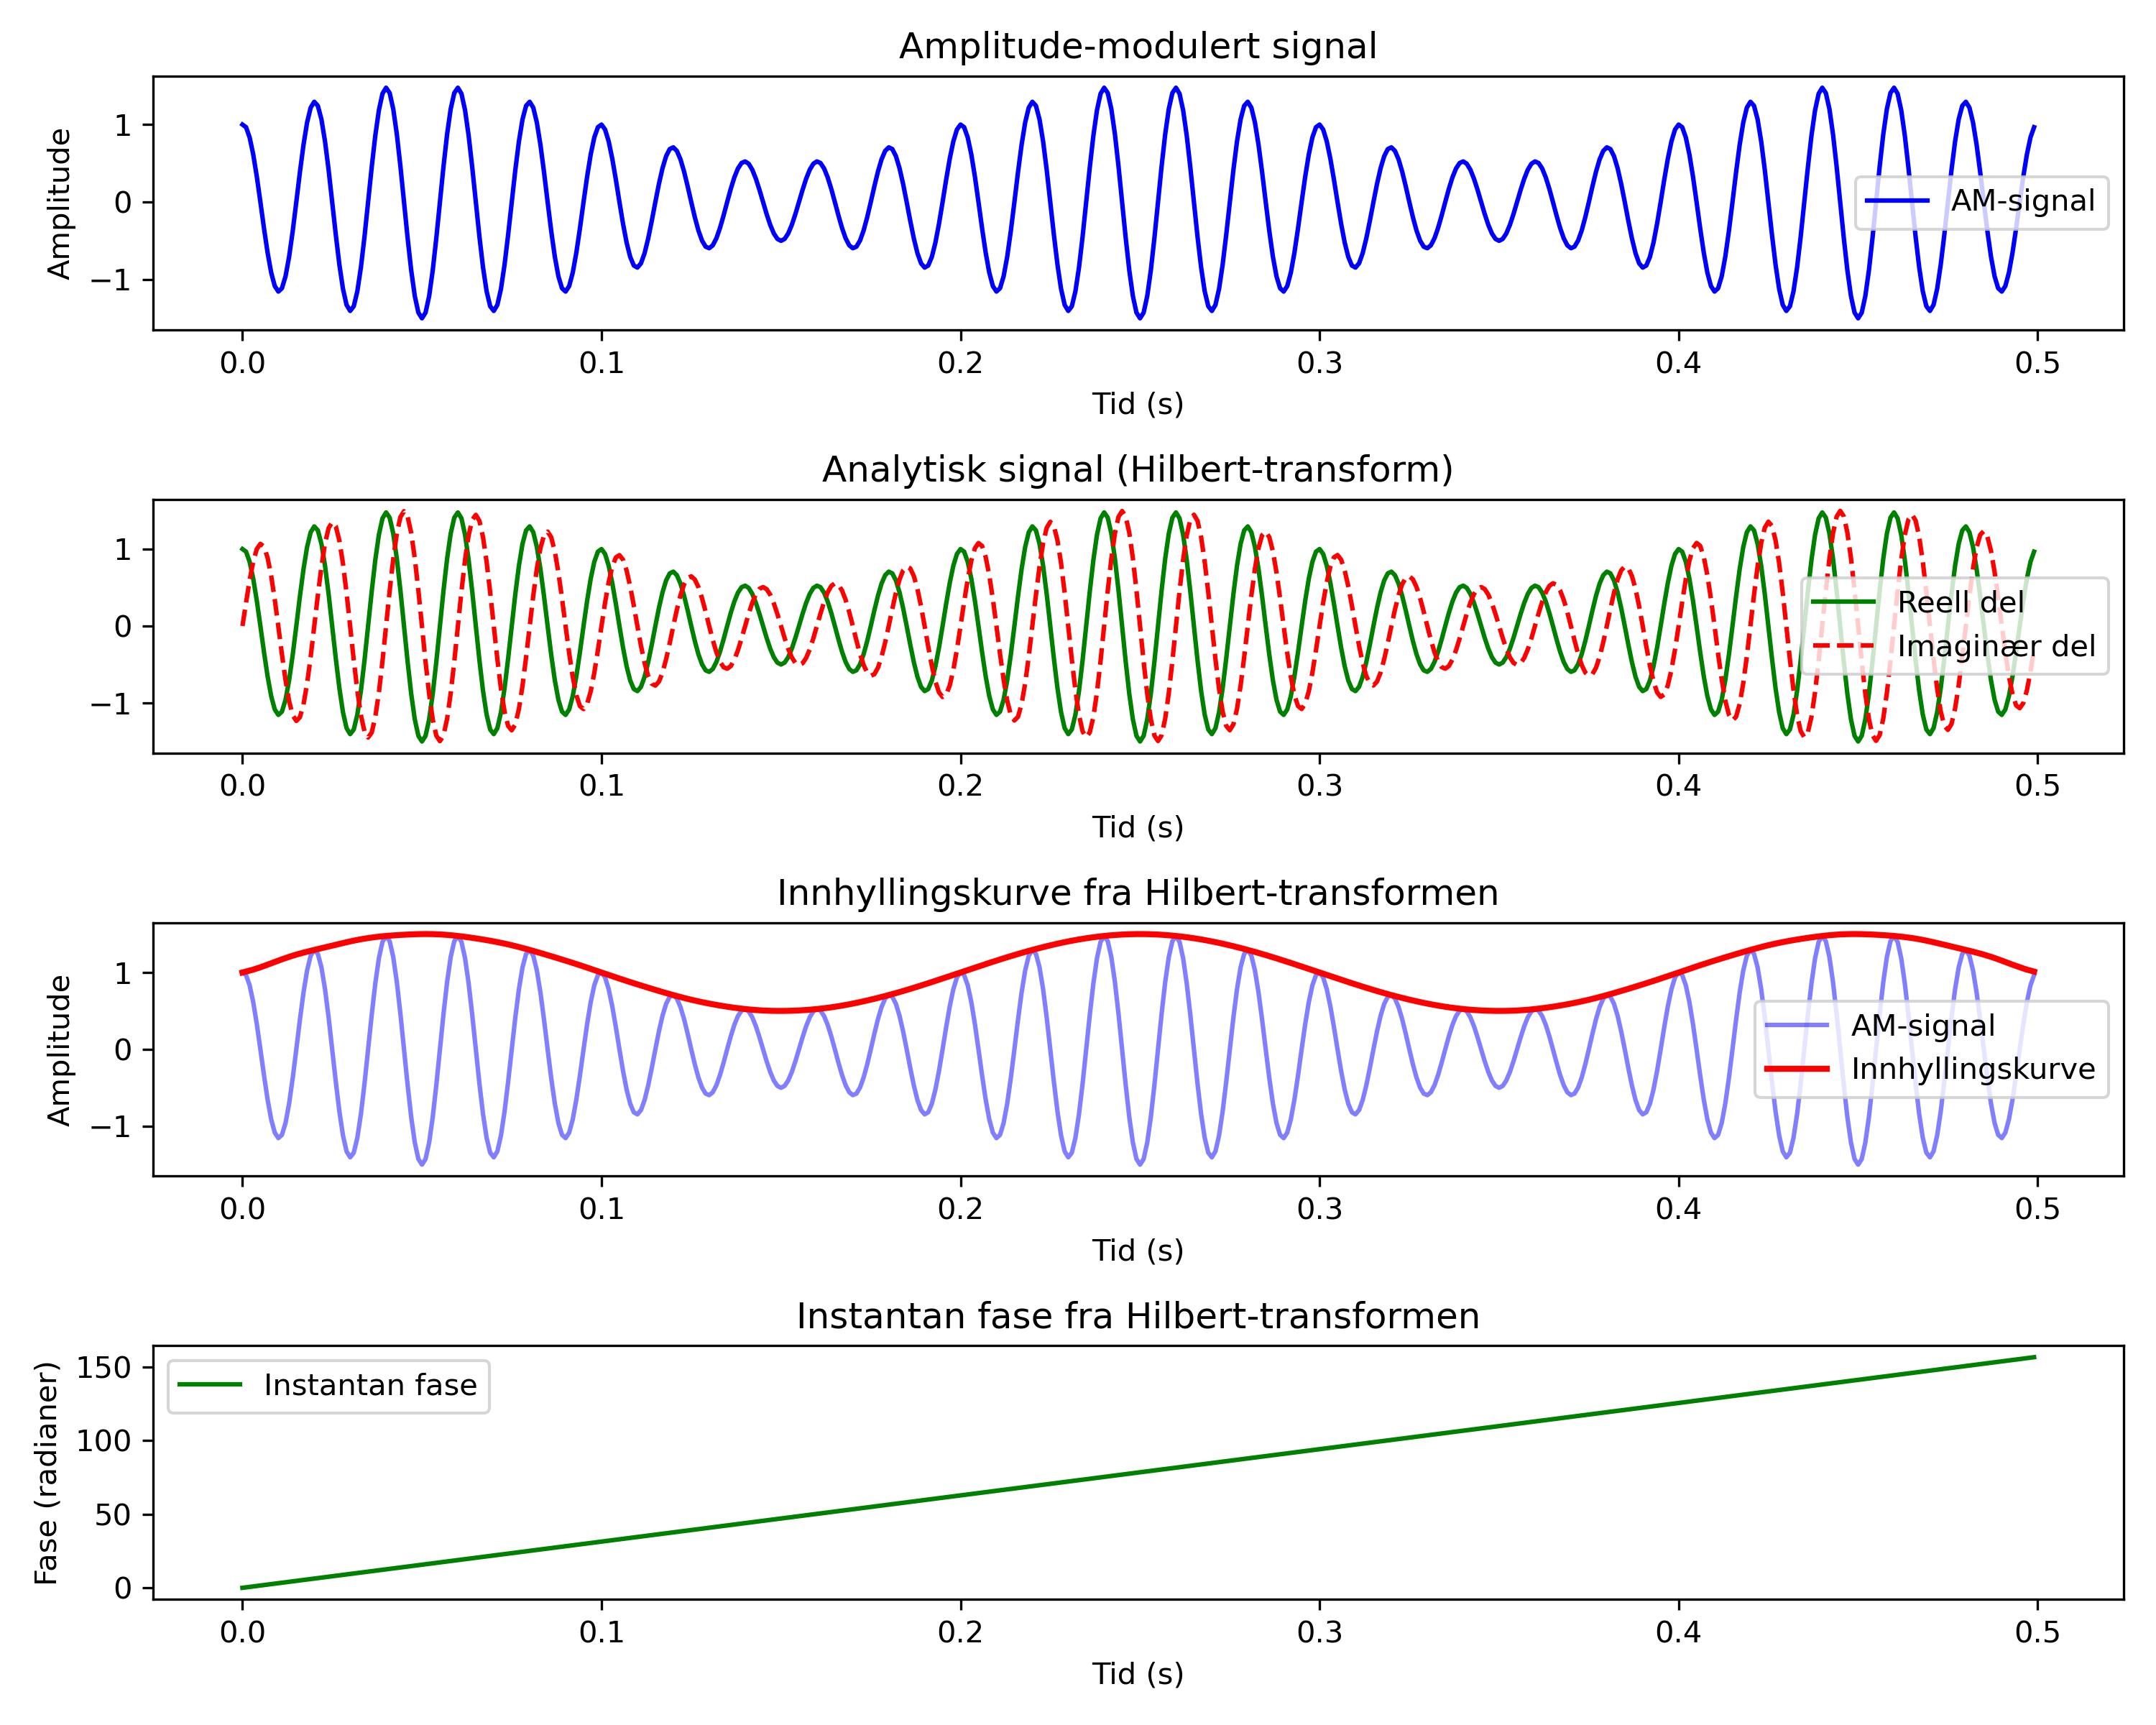 Amplitude-modulert signal
Amplitude
1
0
−1
AM-signal
0.0 0.1 0.2 0.3 0.4 0.5
Tid (s)
Analytisk signal (Hilbert-transform)
1
0
−1
Reell del
Imaginær del
0.0 0.1 0.2 0.3 0.4 0.5
Tid (s)
Innhyllingskurve fra Hilbert-transformen
Amplitude
1
0
−1
AM-signal
Innhyllingskurve
0.0 0.1 0.2 0.3 0.4 0.5
Tid (s)
Instantan fase fra Hilbert-transformen
Fase (radianer)
150
100
50
0
Instantan fase
0.0 0.1 0.2 0.3 0.4 0.5
Tid (s)